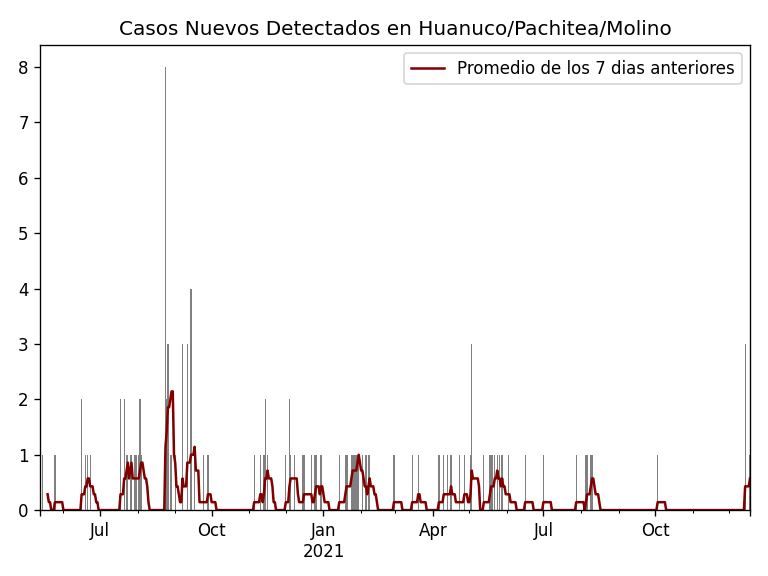 Casos Nuevos Detectados en Huanuco/Pachitea/Molino
Promedio de los 7 dias anteriores
8
7
6
5
4
3
2
1
0
Jul
Oct
Jan
2021
Apr
Jul
Oct